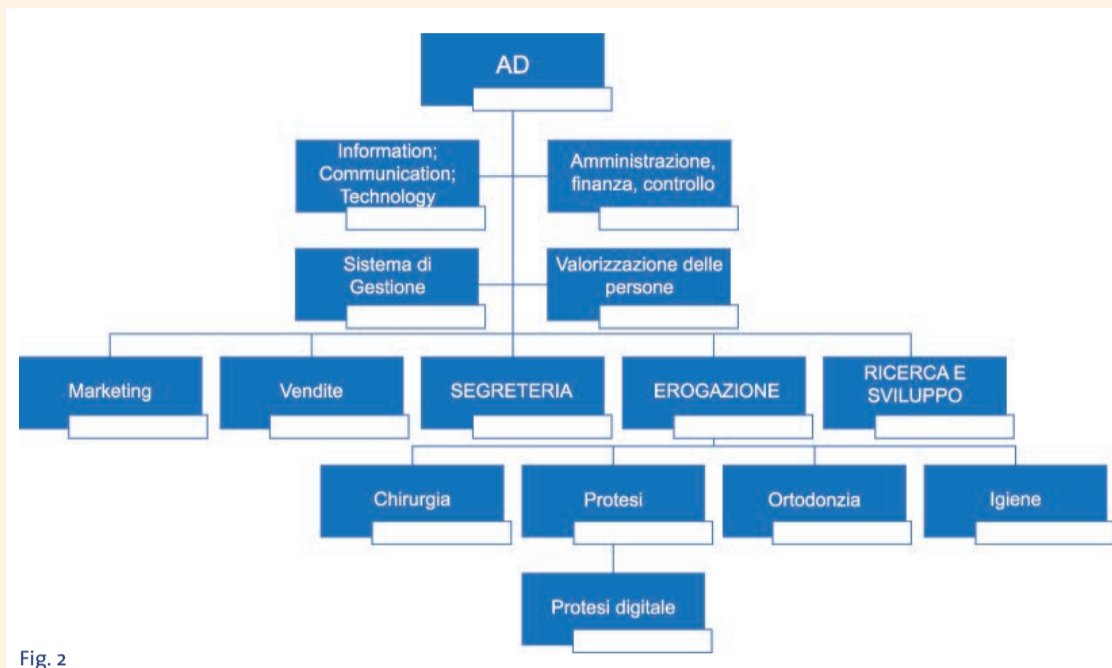 AD
Information;
Communication;
Technology
Amministrazione,
finanza, controllo
Sistema di
Gestione
Valorizzazione delle
persone
Marketing
Vendite
SEGRETERIA
EROGAZIONE
RICERCA E
SVILUPPO
Chirurgia
Protesi
Ortodonzia
Igiene
Protesi digitale
Fig. 2